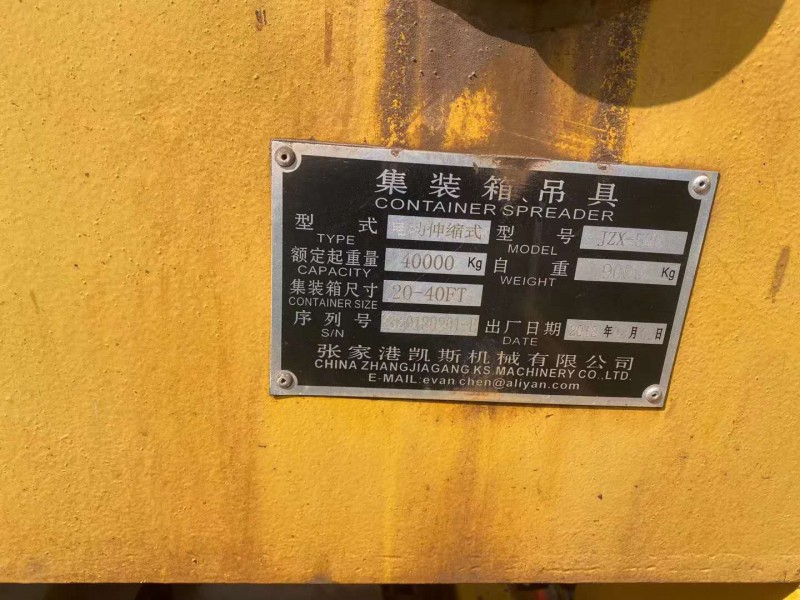 集装箱吊具
CONTAINER SPREADER
型 式 电动伸缩式 型 号
TYPE MODEL JZX-
额定起重量 40000 Kg 自 重 Kg
CAPACITY WEIGHT
集装箱尺寸 20-40FT
CONTAINER SIZE
序列号 出厂日期 年 月 日
S/N DATE
张家港凯斯机械有限公司
CHINA ZHANGJIAGANG KS MACHINERY CO.,LTD.
E-MAIL:evan chen@aliyan.com